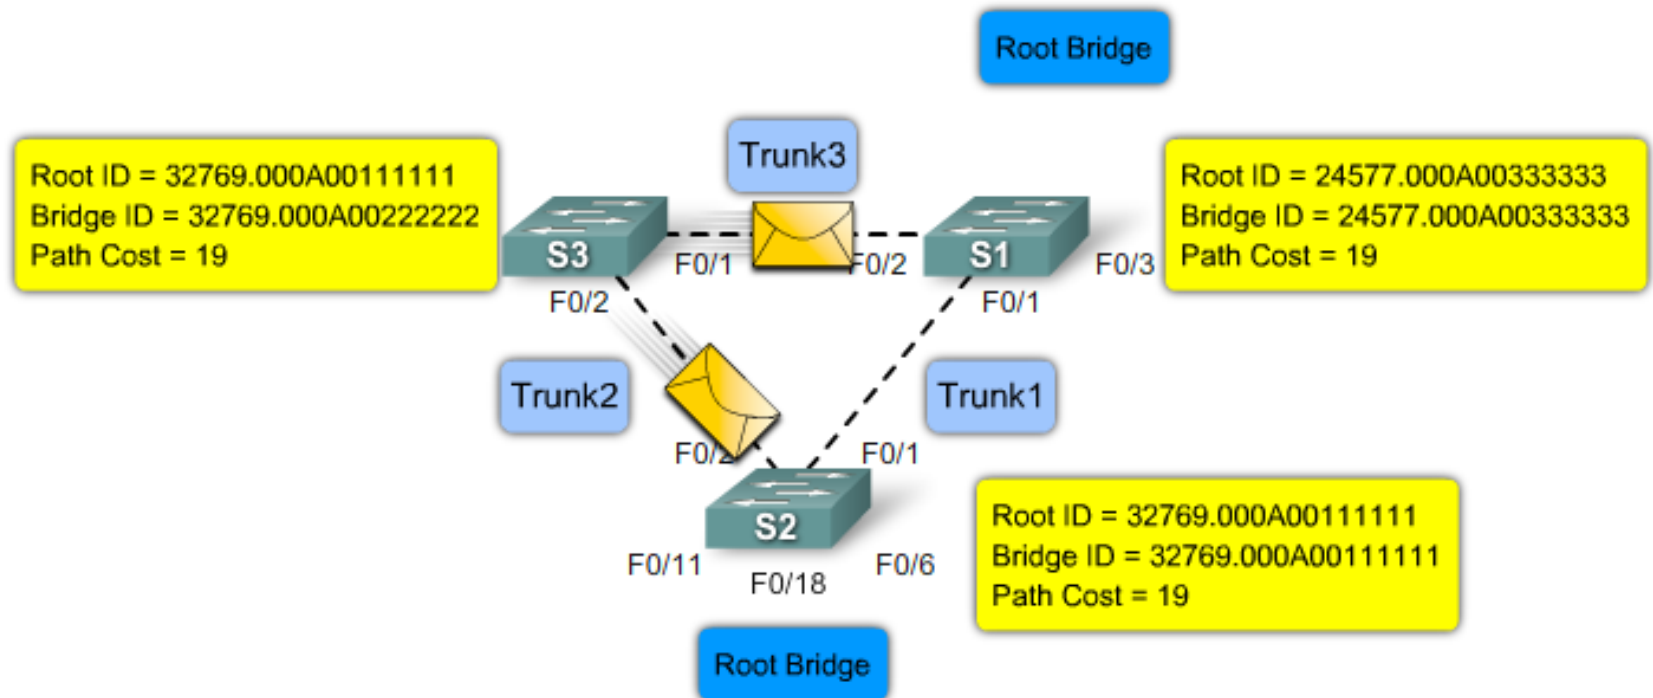 Root Bridge
Trunk3
Root ID = 32769.000A00111111
Bridge ID = 32769.000A00222222
Path Cost = 19
Root ID = 24577.000A00333333
Bridge ID = 24577.000A00333333
Path Cost = 19
S3
F0/1
F0/2
S1
F0/3
F0/2
F0/1
Trunk2
Trunk1
F0/2
F0/1
S2
F0/11
F0/18
F0/6
Root ID = 32769.000A00111111
Bridge ID = 32769.000A00111111
Path Cost = 19
Root Bridge